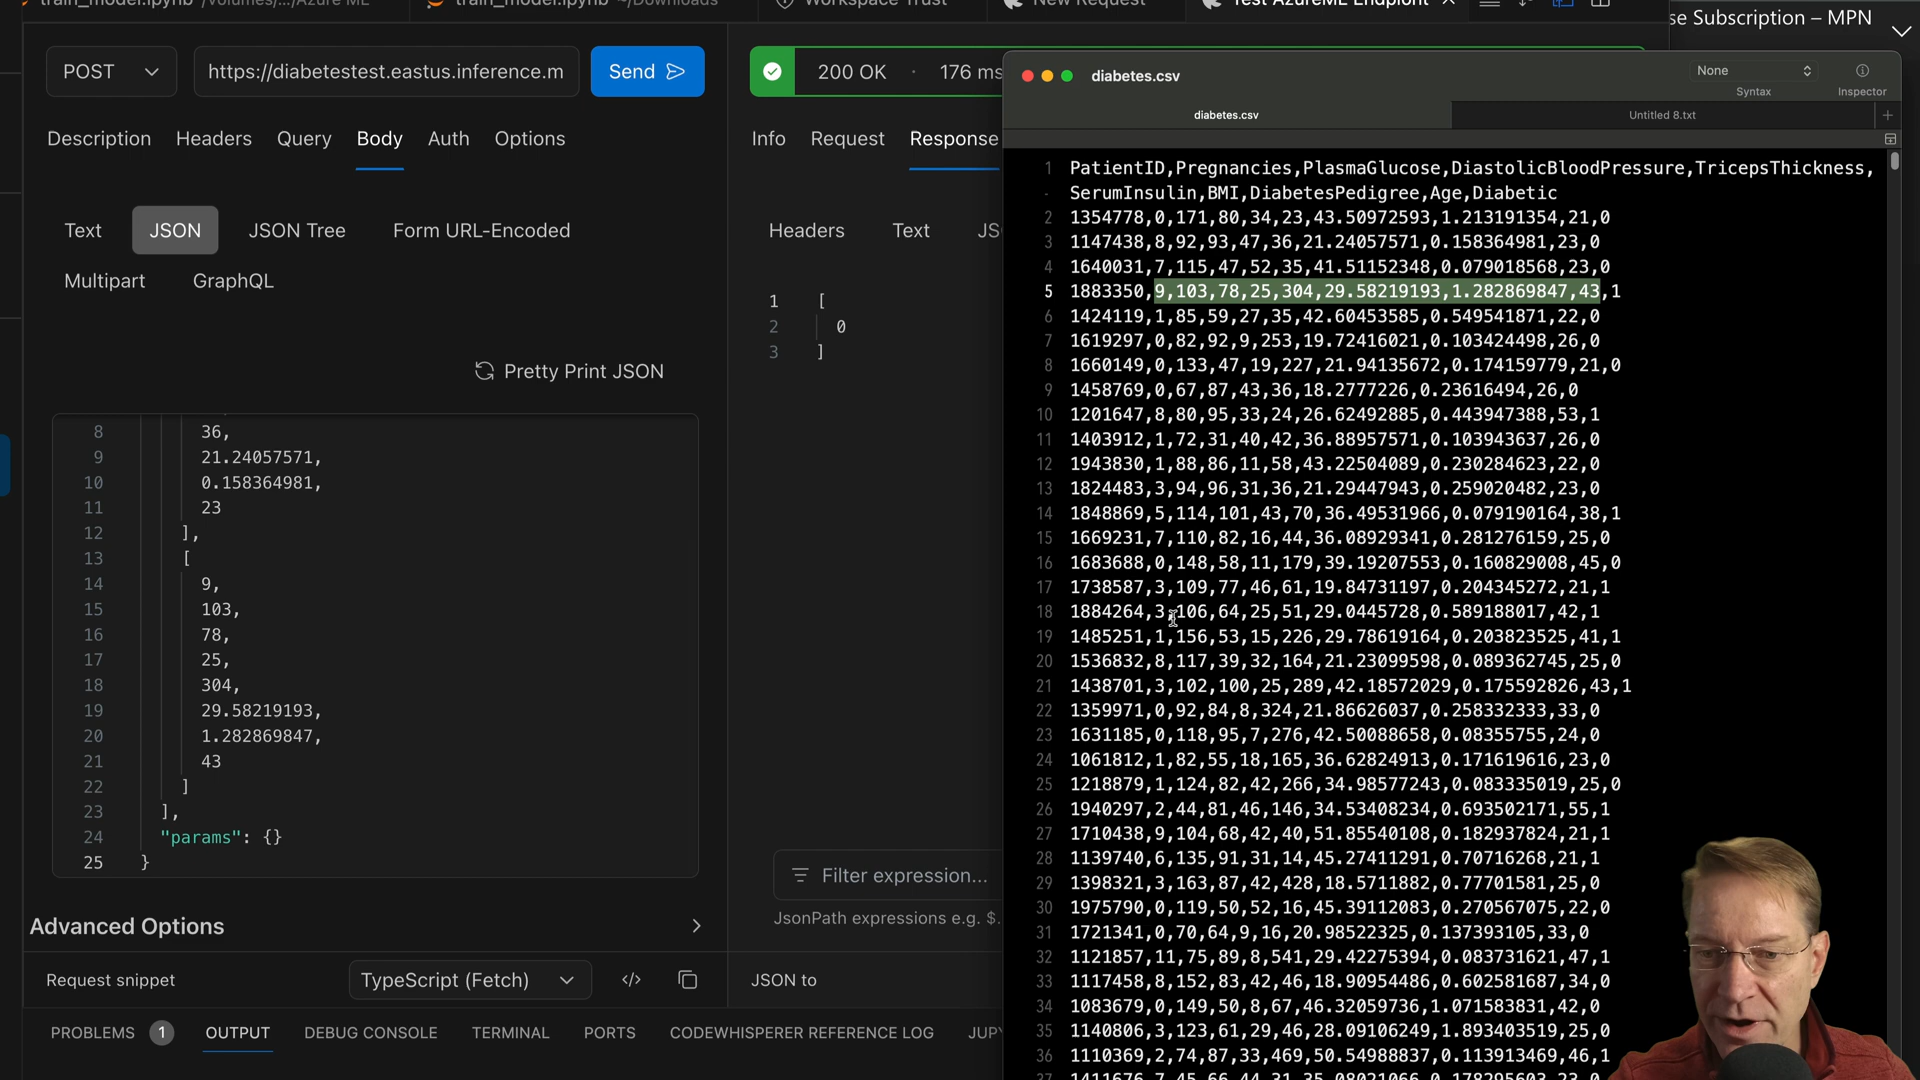 train_model.ipynb /Volumes/.../Azure ML
train_model.ipynb ~/Downloads
Workspace Trust
New Request
Test AzureML Endpoint
se Subscription – MPN
POST
https://diabetestest.eastus.inference.m
Send
200 OK · 176 ms
Description
Headers
Query
Body
Auth
Options
Info
Request
Response
Text
JSON
JSON Tree
Form URL-Encoded
Multipart
GraphQL
Headers
Text
JS
Pretty Print JSON
8 36,
9 21.24057571,
10 0.158364981,
11 23
12 ],
13 [
14 9,
15 103,
16 78,
17 25,
18 304,
19 29.58219193,
20 1.282869847,
21 43
22 ]
23 ],
24 "params": {}
25 }
1 [
2 0
3 ]
Filter expression...
JsonPath expressions e.g. $.
Advanced Options
Request snippet
TypeScript (Fetch)
JSON to
PROBLEMS 1
OUTPUT
DEBUG CONSOLE
TERMINAL
PORTS
CODEWHISPERER REFERENCE LOG
JUPY
diabetes.csv
None
Syntax
Inspector
diabetes.csv
Untitled 8.txt
1 PatientID,Pregnancies,PlasmaGlucose,DiastolicBloodPressure,TricepsThickness,
- SerumInsulin,BMI,DiabetesPedigree,Age,Diabetic
2 1354778,0,171,80,34,23,43.50972593,1.213191354,21,0
3 1147438,8,92,93,47,36,21.24057571,0.158364981,23,0
4 1640031,7,115,47,52,35,41.51152348,0.079018568,23,0
5 1883350,9,103,78,25,304,29.58219193,1.282869847,43,1
6 1424119,1,85,59,27,35,42.60453585,0.549541871,22,0
7 1619297,0,82,92,9,253,19.72416021,0.103424498,26,0
8 1660149,0,133,47,19,227,21.94135672,0.174159779,21,0
9 1458769,0,67,87,43,36,18.2777226,0.23616494,26,0
10 1201647,8,80,95,33,24,26.62492885,0.443947388,53,1
11 1403912,1,72,31,40,42,36.88957571,0.103943637,26,0
12 1943830,1,88,86,11,58,43.22504089,0.230284623,22,0
13 1824483,3,94,96,31,36,21.29447943,0.259020482,23,0
14 1848869,5,114,101,43,70,36.49531966,0.079190164,38,1
15 1669231,7,110,82,16,44,36.08929341,0.281276159,25,0
16 1683688,0,148,58,11,179,39.19207553,0.160829008,45,0
17 1738587,3,109,77,46,61,19.84731197,0.204345272,21,1
18 1884264,3,106,64,25,51,29.0445728,0.589188017,42,1
19 1485251,1,156,53,15,226,29.78619164,0.203823525,41,1
20 1536832,8,117,39,32,164,21.23099598,0.089362745,25,0
21 1438701,3,102,100,25,289,42.18572029,0.175592826,43,1
22 1359971,0,92,84,8,324,21.86626037,0.258332333,33,0
23 1631185,0,118,95,7,276,42.50088658,0.08355755,24,0
24 1061812,1,82,55,18,165,36.62824913,0.171619616,23,0
25 1218879,1,124,82,42,266,34.98577243,0.083335019,25,0
26 1940297,2,44,81,46,146,34.53408234,0.693502171,55,1
27 1710438,9,104,68,42,40,51.85540108,0.182937824,21,1
28 1139740,6,135,91,31,14,45.27411291,0.70716268,21,1
29 1398321,3,163,87,42,428,18.5711882,0.77701581,25,0
30 1975790,0,119,50,52,16,45.39112083,0.270567075,22,0
31 1721341,0,70,64,9,16,20.98522325,0.137393105,33,0
32 1121857,11,75,89,8,541,29.42275394,0.083731621,47,1
33 1117458,8,152,83,42,46,18.90954486,0.602581687,34,0
34 1083679,0,149,50,8,67,46.32059736,1.071583831,42,0
35 1140806,3,123,61,29,46,28.09106249,1.893403519,25,0
36 1110369,2,74,87,33,469,50.54988837,0.113913469,46,1